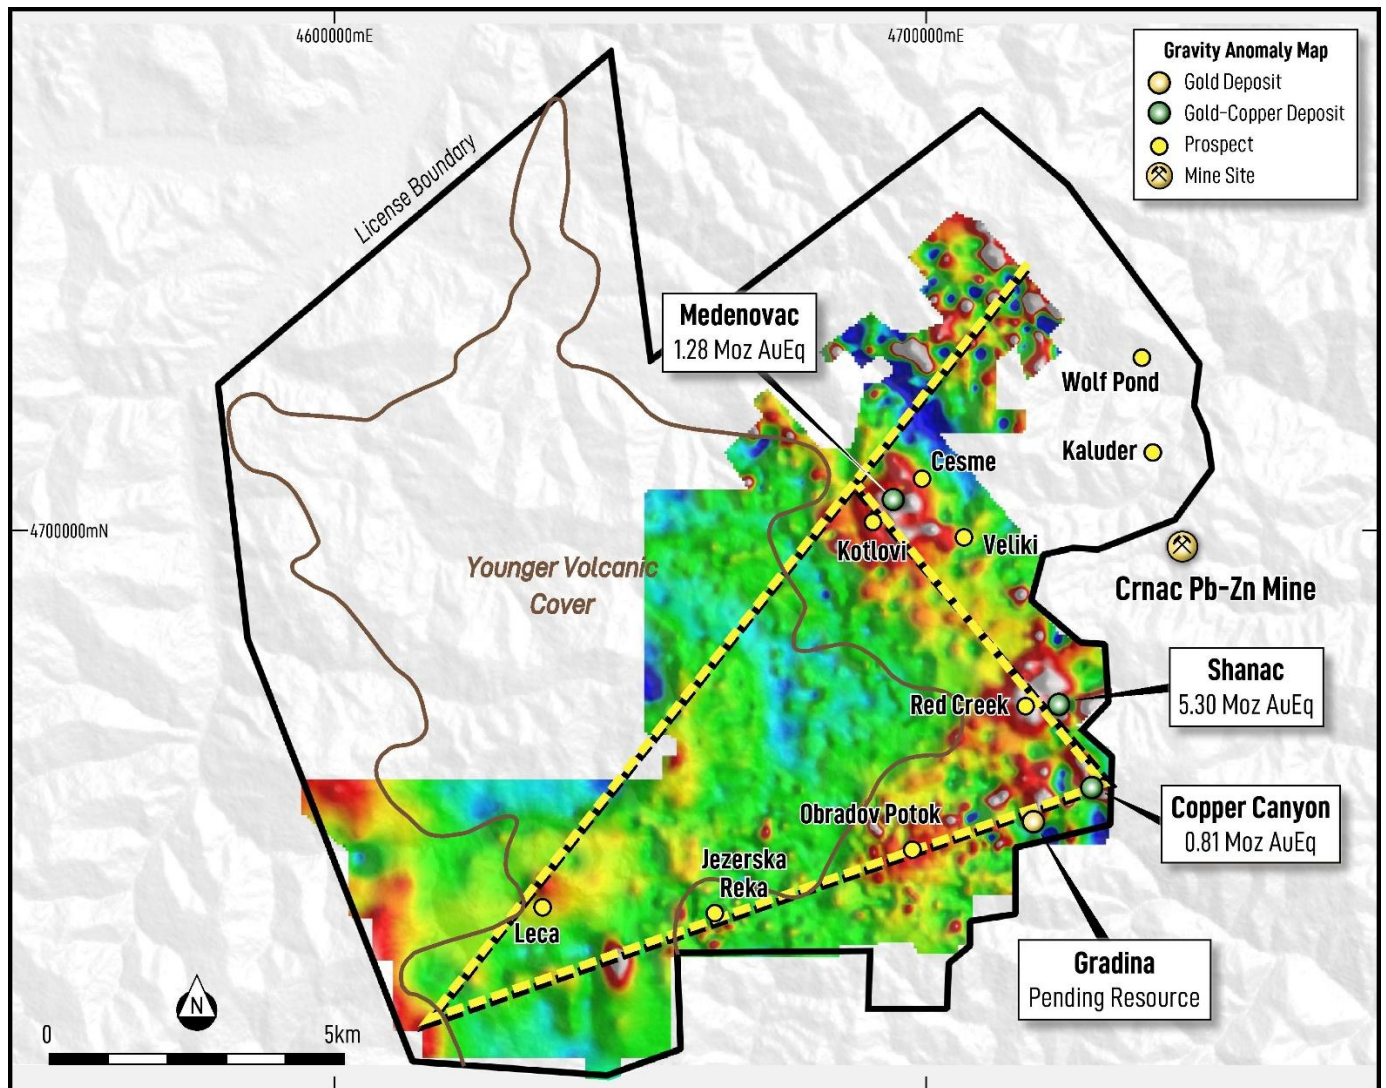 4600000mE
4700000mE
Gravity Anomaly Map
Gold Deposit
Gold-Copper Deposit
Prospect
Mine Site
License Boundary
Medenovac
1.28 Moz AuEq
Wolf Pond
Kaluder
Cesme
4700000mN
Kotlovi
Veliki
Younger Volcanic
Cover
Crnac Pb-Zn Mine
Shanac
5.30 Moz AuEq
Red Creek
Copper Canyon
0.81 Moz AuEq
Obradov Potok
Jezerska
Reka
Leca
Gradina
Pending Resource
N
0
5km